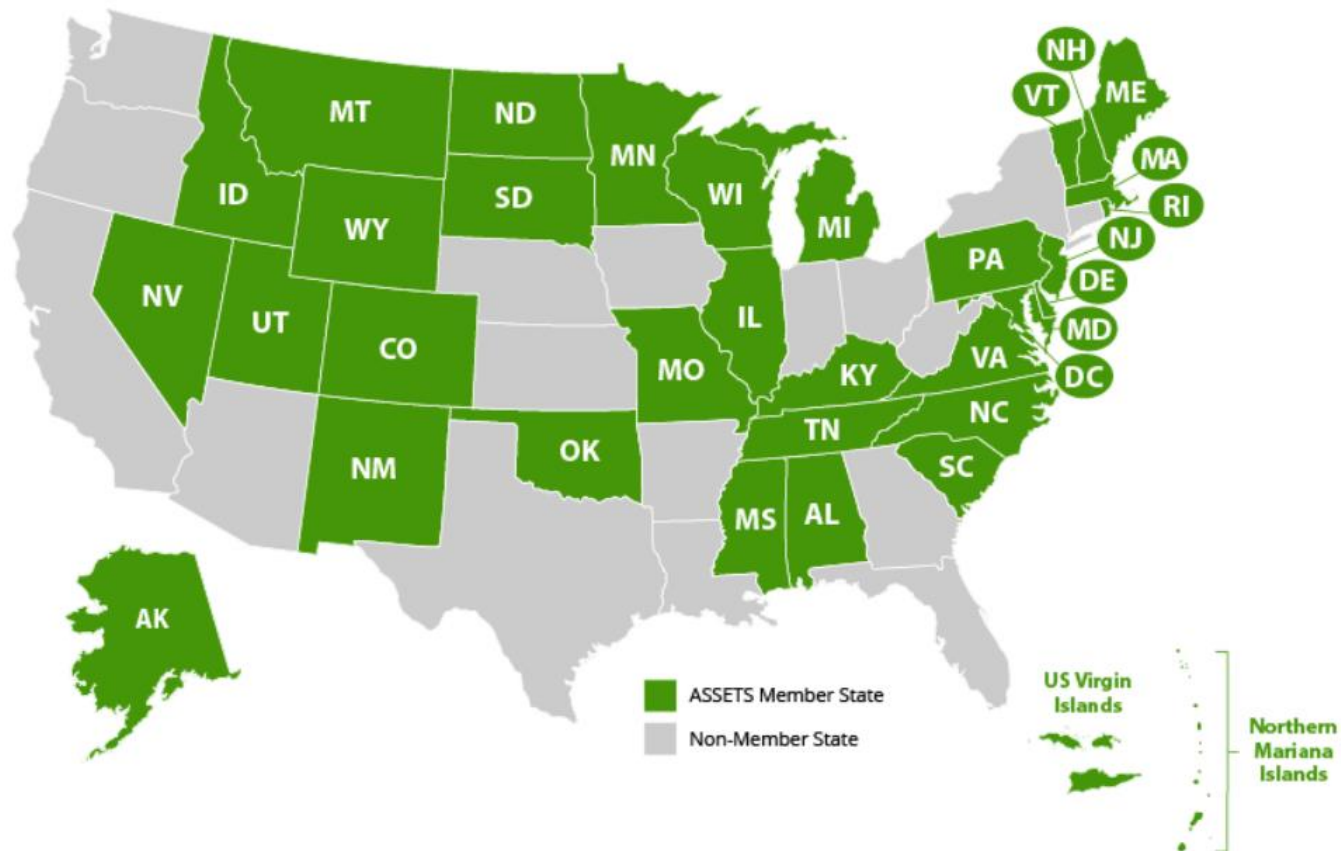 NH
VT
ME
MT
ND
MN
MA
ID
SD
WI
RI
WY
MI
NJ
PA
DE
NV
UT
IL
MD
CO
MO
VA
KY
DC
NC
TN
OK
NM
SC
MS
AL
AK
US Virgin
Islands
ASSETS Member State
Non-Member State
Northern
Mariana
Islands